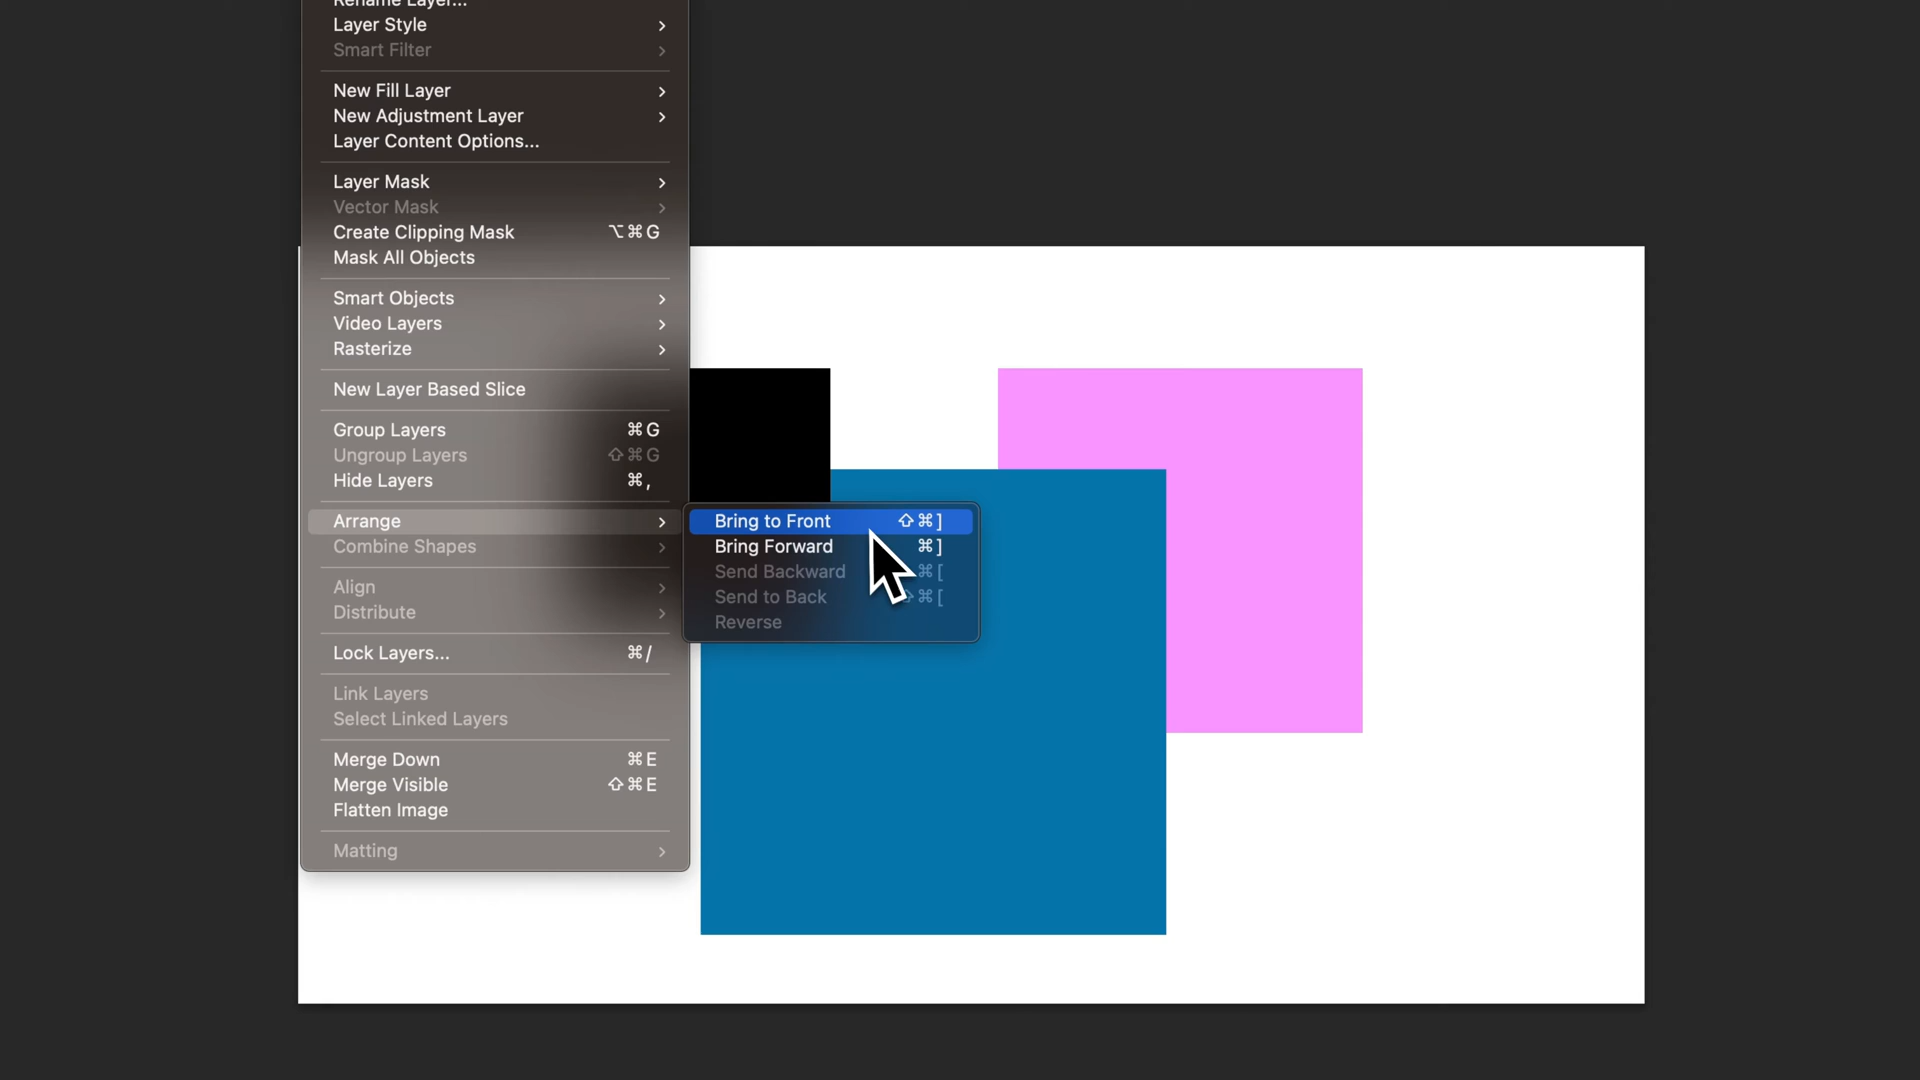 Rename Layer...
Layer Style
Smart Filter
New Fill Layer
New Adjustment Layer
Layer Content Options...
Layer Mask
Vector Mask
Create Clipping Mask ⌥⌘G
Mask All Objects
Smart Objects
Video Layers
Rasterize
New Layer Based Slice
Group Layers ⌘G
Ungroup Layers ⇧⌘G
Hide Layers ⌘,
Arrange
Combine Shapes
Align
Distribute
Lock Layers... ⌘/
Link Layers
Select Linked Layers
Merge Down ⌘E
Merge Visible ⇧⌘E
Flatten Image
Matting
Bring to Front ⇧⌘]
Bring Forward ⌘]
Send Backward ⌘[
Send to Back ⇧⌘[
Reverse